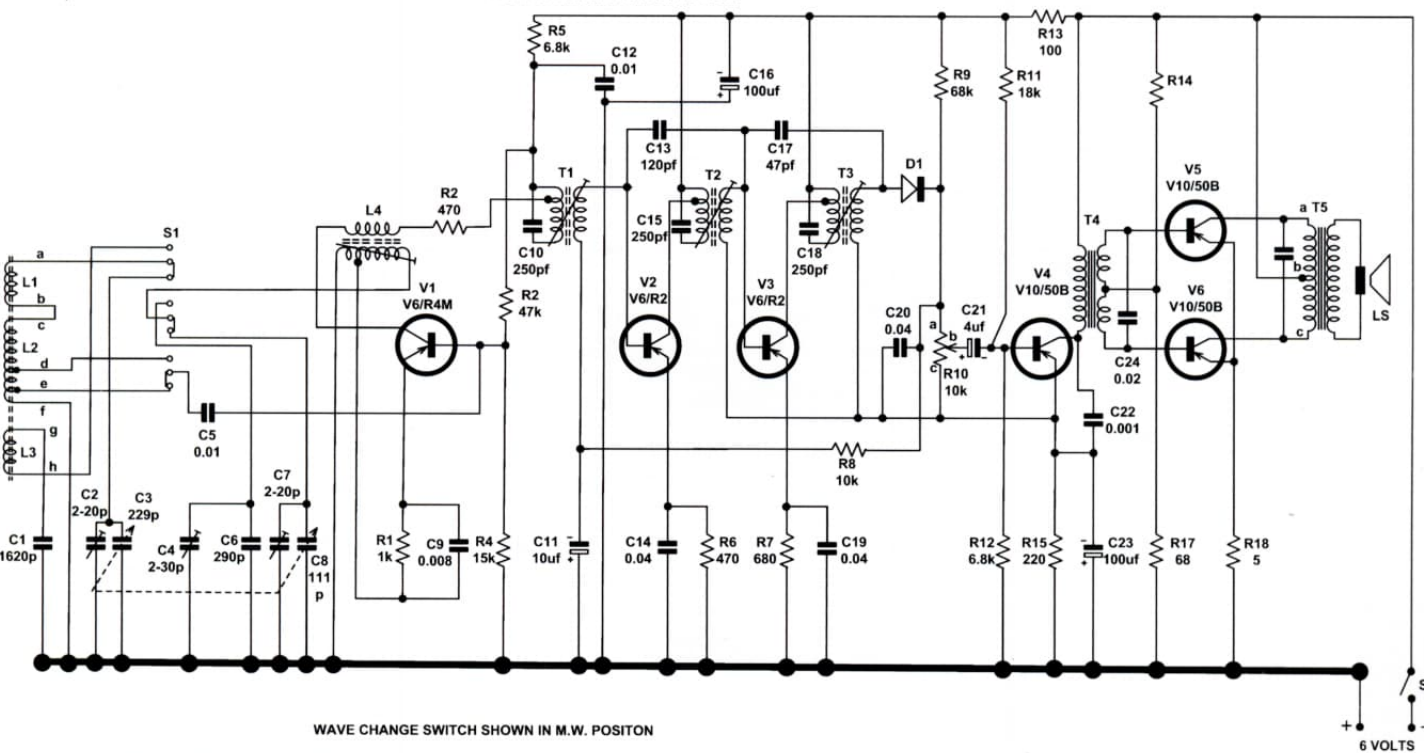 R5
6.8k
C12
0.01
C16
100uf
R9
68k
R11
18k
R13
100
R14
C13
120pf
C17
47pf
T1
T2
T3
D1
V5
V10/50B
R2
470
L4
S1
a
T5
C10
250pf
C15
250pf
C18
250pf
T4
b
L1
a
b
c
L2
d
e
f
g
L3
h
V1
V6/R4M
R2
47k
V2
V6/R2
V3
V6/R2
C20
0.04
C21
4uf
a
b
c
R10
10k
V4
V10/50B
V6
V10/50B
c
LS
C24
0.02
C5
0.01
C22
0.001
R8
10k
C7
2-20p
C2
2-20p
C3
229p
C1
1620p
C4
2-30p
C6
290p
C8
111
p
R1
1k
C9
0.008
R4
15k
C11
10uf
C14
0.04
R6
470
R7
680
C19
0.04
R12
6.8k
R15
220
C23
100uf
R17
68
R18
5
WAVE CHANGE SWITCH SHOWN IN M.W. POSITON
+
-
6 VOLTS